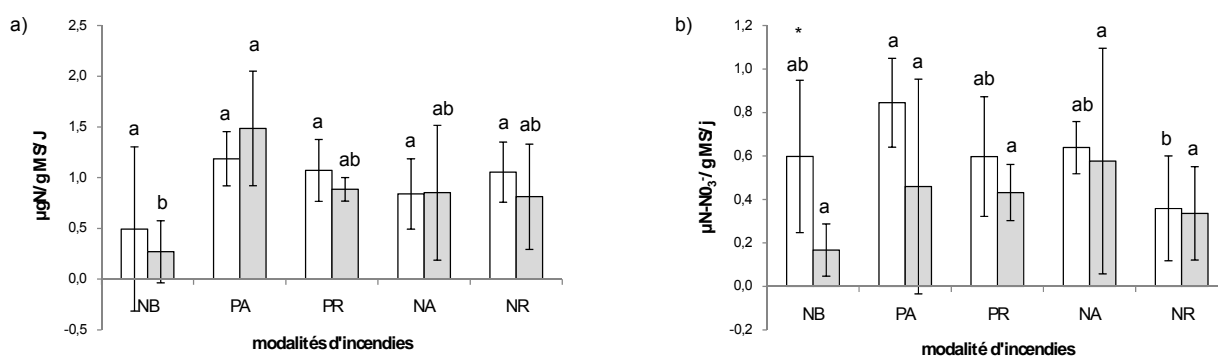 a)
µgN/ g MS/ J
2,5
2,0
1,5
1,0
0,5
0,0
-0,5
a b a a a ab a ab a ab
NB PA PR NA NR
modalités d'incendies
b)
µN-N03-/ g MS/ j
1,2
1,0
0,8
0,6
0,4
0,2
0,0
-0,2
*
ab a a a ab a ab a b a
NB PA PR NA NR
modalité d'incendies